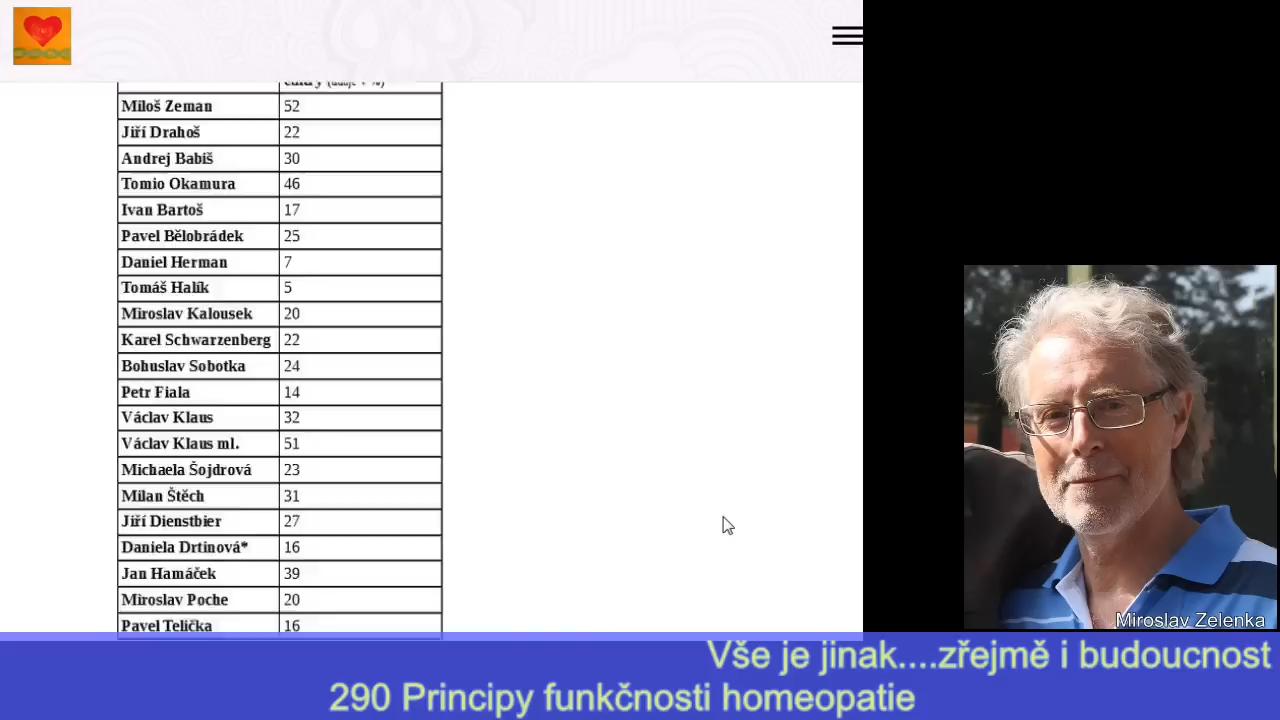 (údaje v %)
Miloš Zeman 52
Jiří Drahoš 22
Andrej Babiš 30
Tomio Okamura 46
Ivan Bartoš 17
Pavel Bělobrádek 25
Daniel Herman 7
Tomáš Halík 5
Miroslav Kalousek 20
Karel Schwarzenberg 22
Bohuslav Sobotka 24
Petr Fiala 14
Václav Klaus 32
Václav Klaus ml. 51
Michaela Šojdrová 23
Milan Štěch 31
Jiří Dienstbier 27
Daniela Drtinová* 16
Jan Hamáček 39
Miroslav Poche 20
Pavel Telička 16
Miroslav Zelenka
Vše je jinak....zřejmě i budoucnost
290 Principy funkčnosti homeopatie